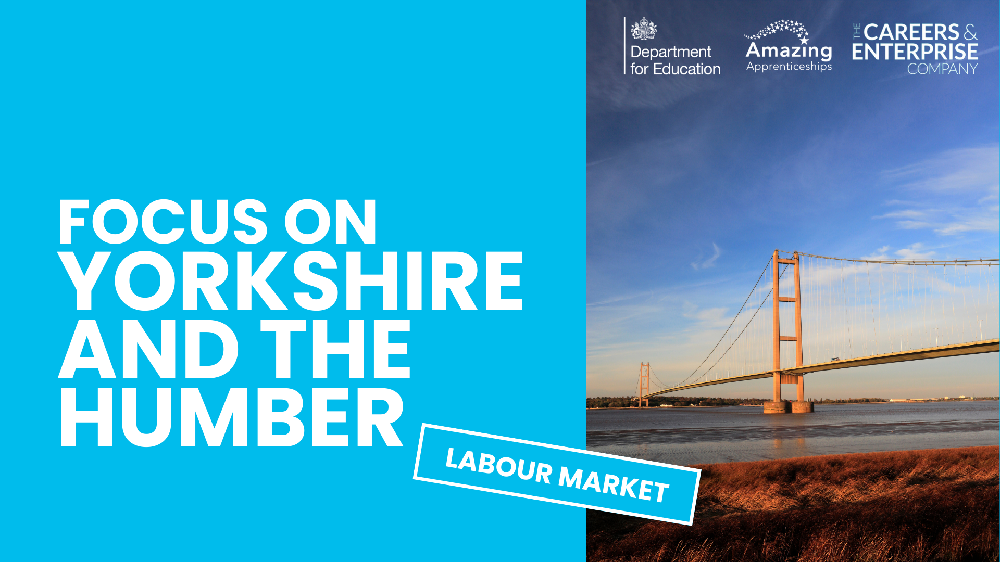 Department
for Education
Amazing
Apprenticeships
THE
CAREERS &
ENTERPRISE
COMPANY
FOCUS ON
YORKSHIRE
AND THE
HUMBER
LABOUR MARKET